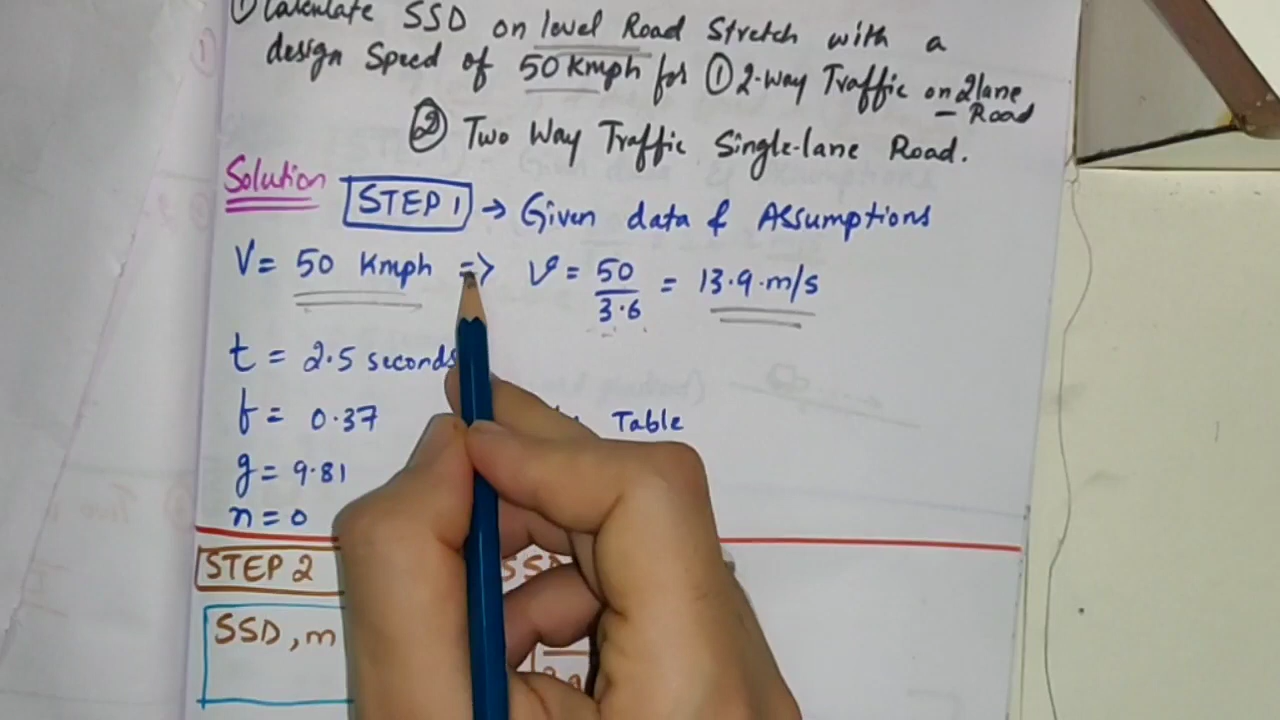 ① Calculate SSD on level Road Stretch with a
design Speed of 50 Kmph for ① 2-way Traffic on 2lane
- Road
② Two Way Traffic Single-lane Road.
Solution STEP 1 → Given data & Assumptions
V = 50 Kmph => v = 50/3.6 = 13.9 m/s
t = 2.5 seconds
f = 0.37 Table
g = 9.81
n = 0
STEP 2 SSD
SSD, m